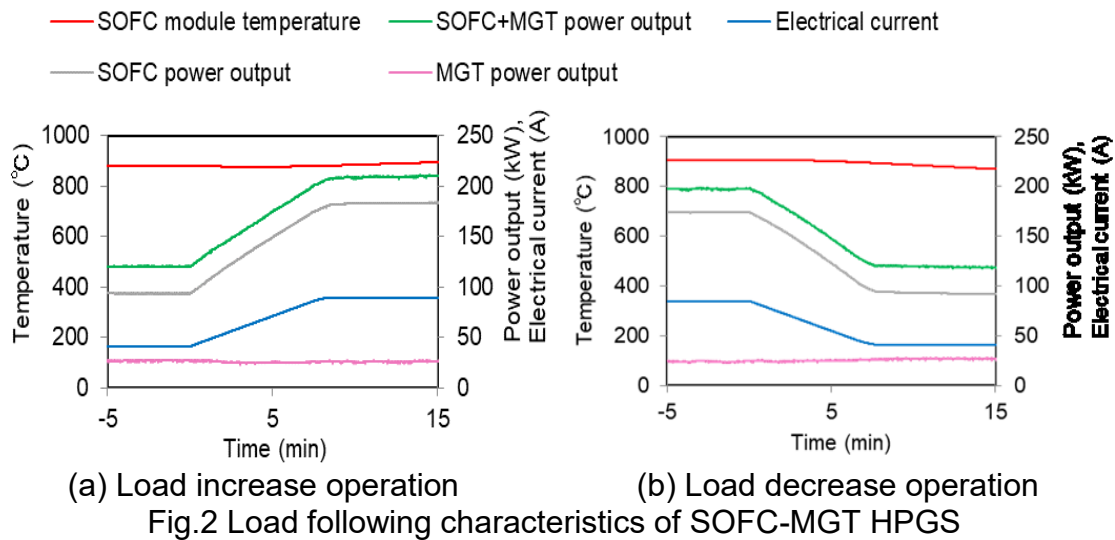 SOFC module temperature SOFC+MGT power output Electrical current
SOFC power output MGT power output
1000 250 1000 250
800 200 800 200
600 150 600 150
400 100 400 100
200 50 200 50
0 0 0 0
-5 5 15 -5 5 15
Temperature (℃)
Power output (kW),
Electrical current (A)
Temperature (℃)
Power output (kW),
Electrical current (A)
Time (min) Time (min)
(a) Load increase operation (b) Load decrease operation
Fig.2 Load following characteristics of SOFC-MGT HPGS